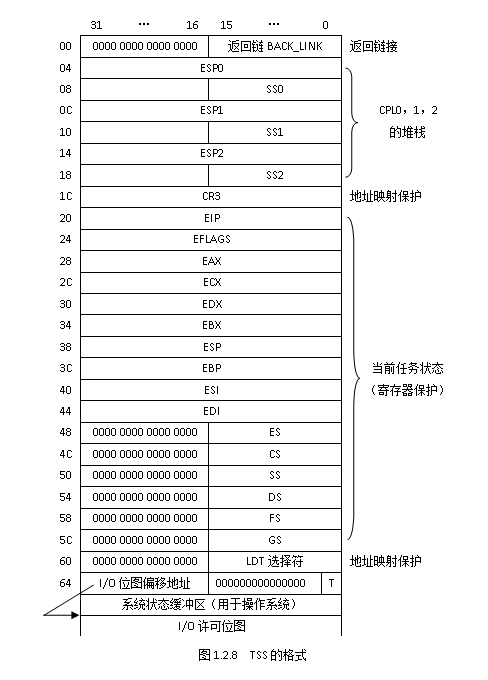 31 ··· 16 15 ··· 0
00 0000 0000 0000 0000 返回链 BACK_LINK 返回链接
04 ESP0
08 SS0
0C ESP1 CPL0，1，2
10 SS1 的堆栈
14 ESP2
18 SS2
1C CR3 地址映射保护
20 EIP
24 EFLAGS
28 EAX
2C ECX
30 EDX
34 EBX
38 ESP
3C EBP 当前任务状态
40 ESI （寄存器保护）
44 EDI
48 0000 0000 0000 0000 ES
4C 0000 0000 0000 0000 CS
50 0000 0000 0000 0000 SS
54 0000 0000 0000 0000 DS
58 0000 0000 0000 0000 FS
5C 0000 0000 0000 0000 GS
60 0000 0000 0000 0000 LDT 选择符 地址映射保护
64 I/O 位图偏移地址 000000000000000 T
系统状态缓冲区（用于操作系统）
I/O 许可位图
图1.2.8 TSS 的格式